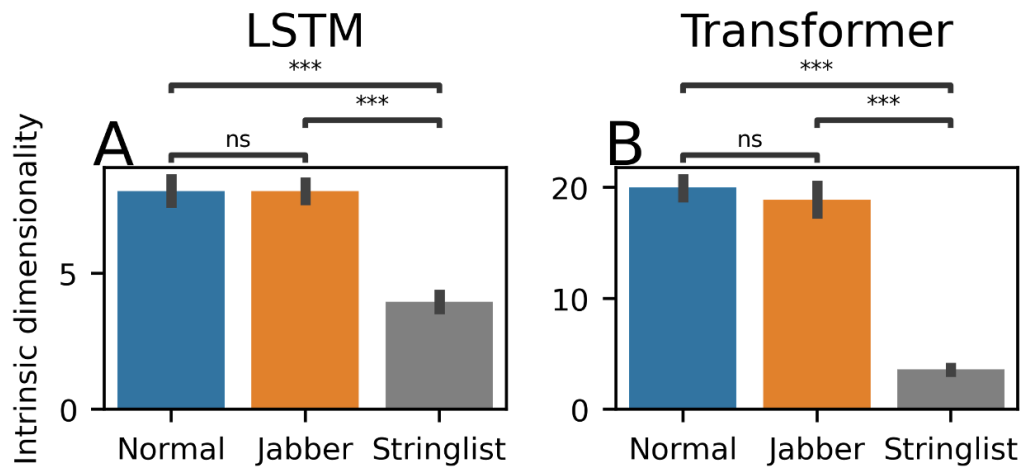 LSTM
***
***
ns
A
Intrinsic dimensionality
5
0
Normal Jabber Stringlist
Transformer
***
***
ns
B
20
10
0
Normal Jabber Stringlist